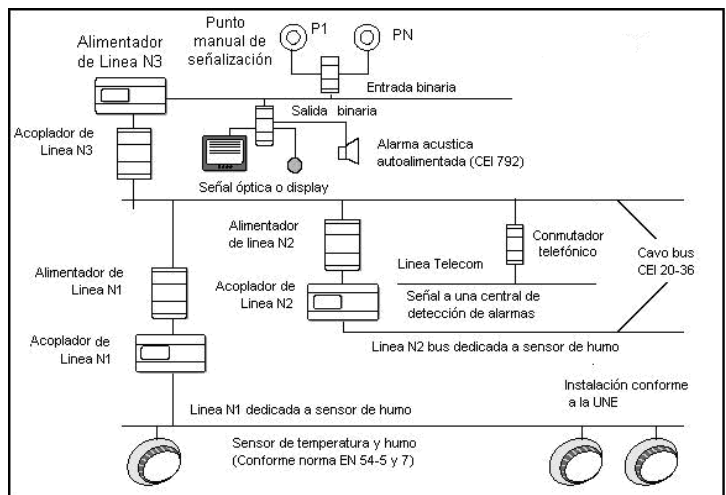 Punto
manual de
señalización
P1
PN
Alimentador
de Linea N3
Entrada binaria
Salida binaria
Acoplador de
Linea N3
Alarma acustica
autoalimentada (CEI 792)
Señal óptica o display
Alimentador
de linea N2
Conmutador
telefónico
Cavo bus
CEI 20-36
Linea Telecom
Alimentador de
Linea N1
Acoplador de
Linea N2
Señal a una central de
detección de alarmas
Acoplador de
Linea N1
Linea N2 bus dedicada a sensor de humo
Instalación conforme
a la UNE
Linea N1 dedicada a sensor de humo
Sensor de temperatura y humo
(Conforme norma EN 54-5 y 7)